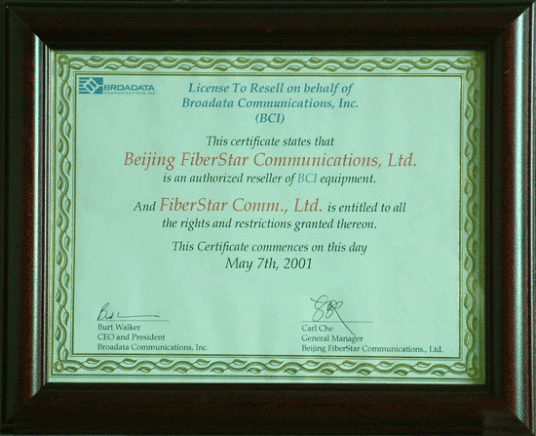 BROADATA
COMMUNICATIONS, INC.
License To Resell on behalf of
Broadata Communications, Inc.
(BCI)
This certificate states that
Beijing FiberStar Communications, Ltd.
is an authorized reseller of BCI equipment.
And FiberStar Comm., Ltd. is entitled to all
the rights and restrictions granted thereon.
This Certificate commences on this day
May 7th, 2001
Burt Walker
CEO and President
Broadata Communications, Inc.
Carl Che
General Manager
Beijing FiberStar Communications., Ltd.